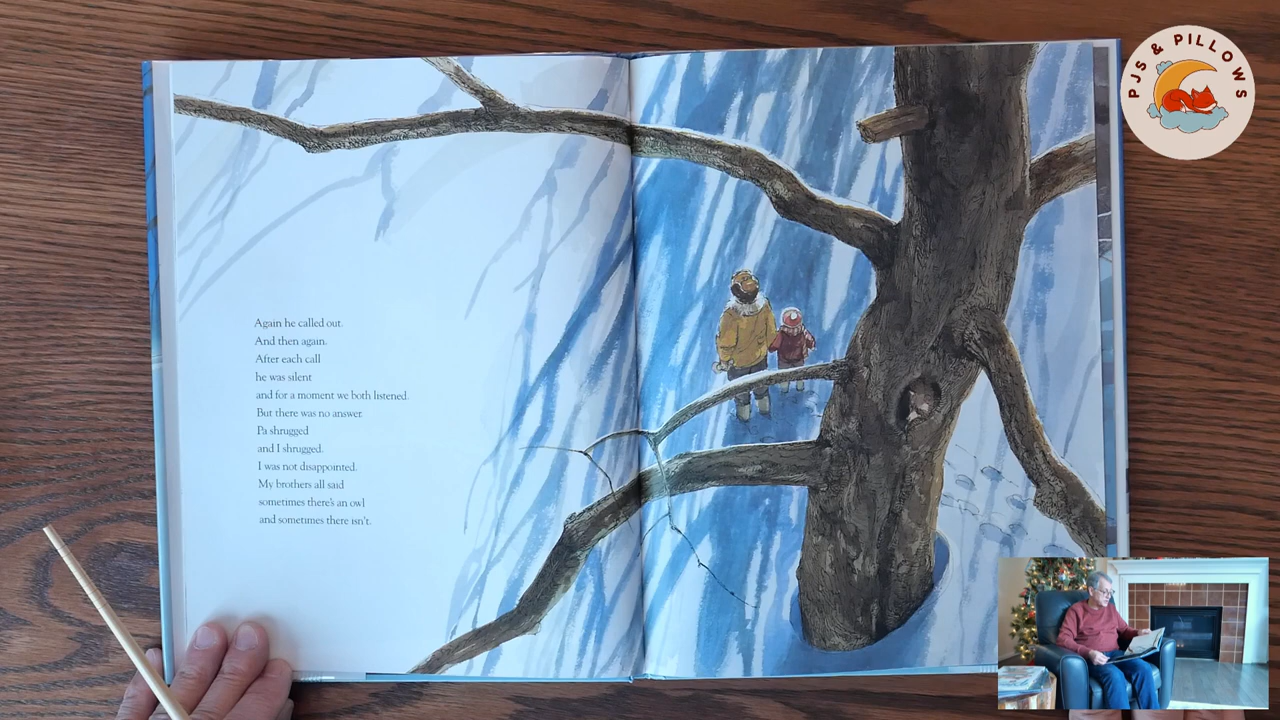 PJS & PILLOWS
Again he called out.
And then again.
After each call
he was silent
and for a moment we both listened.
But there was no answer.
Pa shrugged
and I shrugged.
I was not disappointed.
My brothers all said
sometimes there's an owl
and sometimes there isn't.